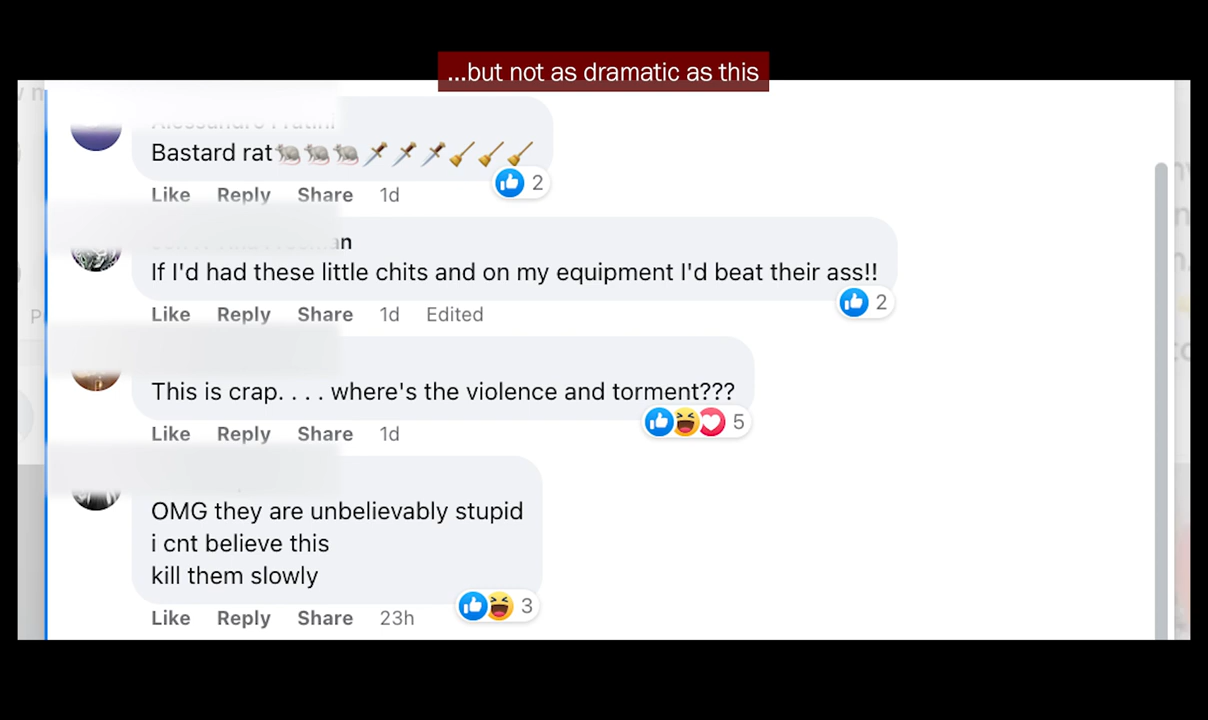 ...but not as dramatic as this
Bastard rat🐀🐀🐀🗡️🗡️🗡️🧹🧹🧹
2
Like Reply Share 1d
If I'd had these little chits and on my equipment I'd beat their ass!!
2
Like Reply Share 1d Edited
This is crap. . . . where's the violence and torment???
5
Like Reply Share 1d
OMG they are unbelievably stupid
i cnt believe this
kill them slowly
3
Like Reply Share 23h